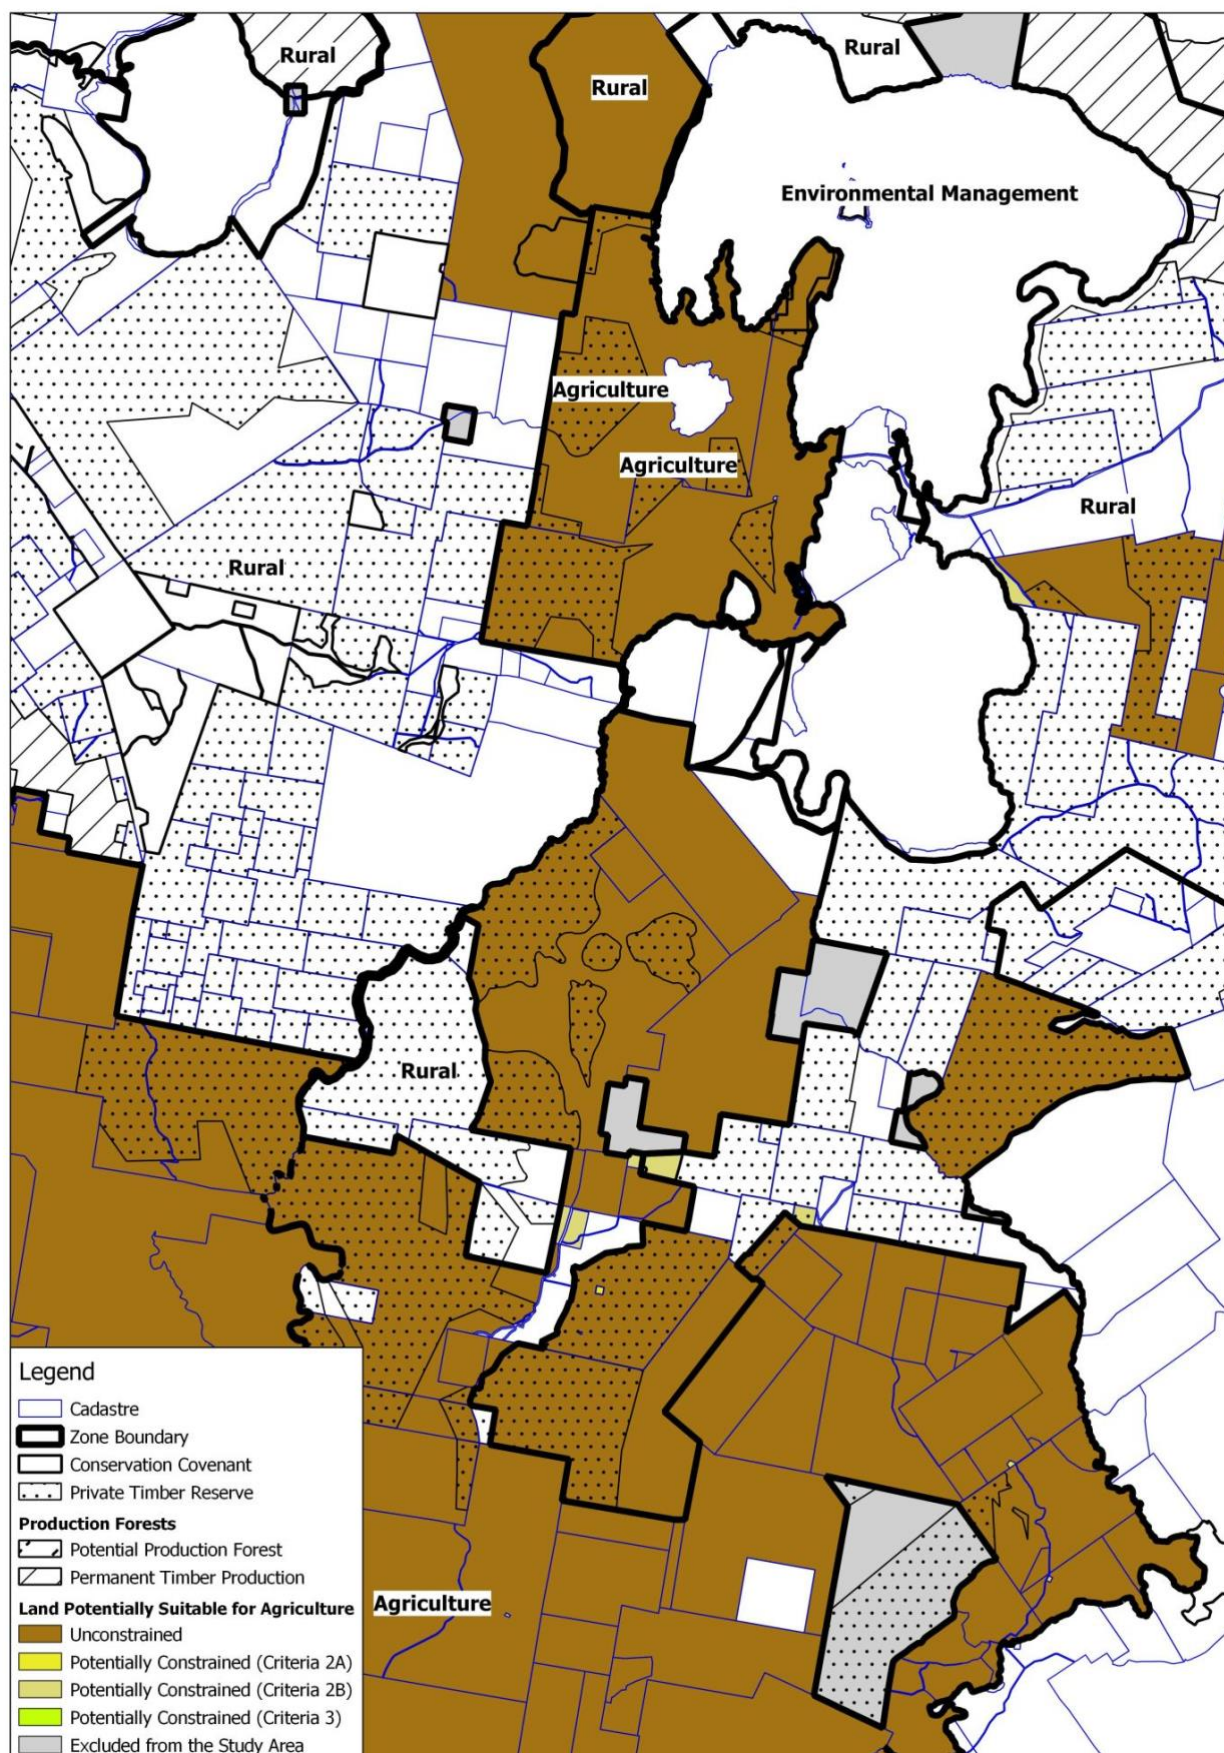 Rural
Rural
Rural
Environmental Management
Agriculture
Agriculture
Rural
Rural
Rural
Agriculture
Legend
Cadastre
Zone Boundary
Conservation Covenant
Private Timber Reserve
Production Forests
Potential Production Forest
Permanent Timber Production
Land Potentially Suitable for Agriculture
Unconstrained
Potentially Constrained (Criteria 2A)
Potentially Constrained (Criteria 2B)
Potentially Constrained (Criteria 3)
Excluded from the Study Area